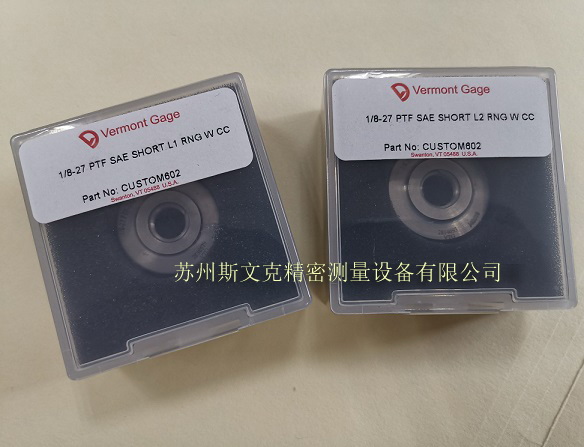 Vermont Gage
1/8-27 PTF SAE SHORT L1 RNG W CC
Part No: CUSTOM602
Swanton, VT 05488 U.S.A.
Vermont Gage
1/8-27 PTF SAE SHORT L2 RNG W CC
Part No: CUSTOM602
Swanton, VT 05488 U.S.A.
苏州斯文克精密测量设备有限公司